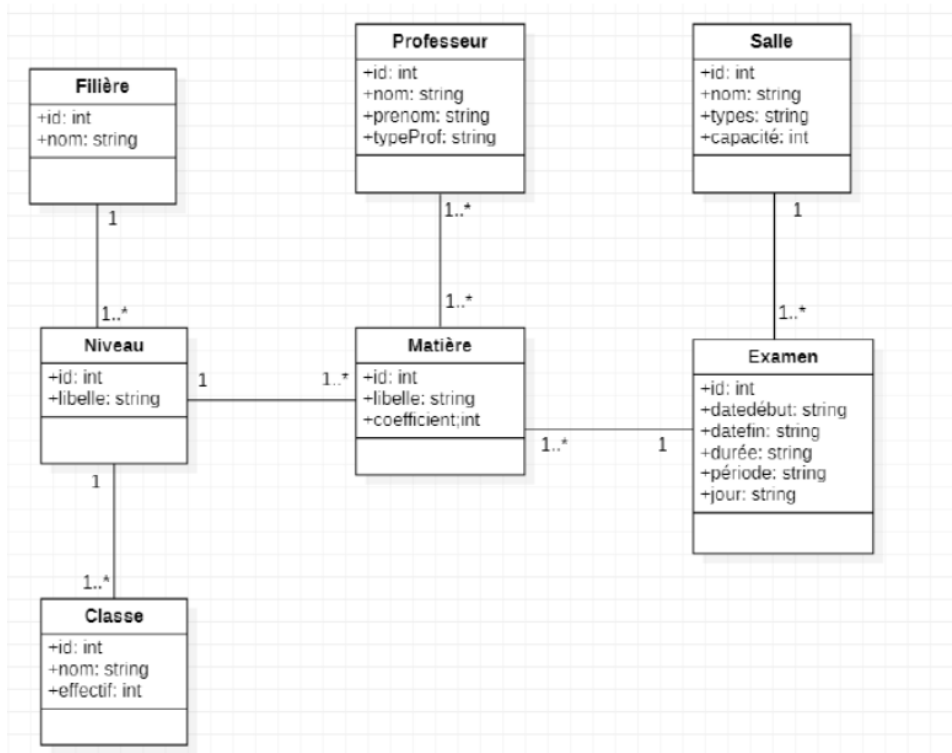 Filière
+id: int
+nom: string
1
1..*
Professeur
+id: int
+nom: string
+prenom: string
+typeProf: string
1..*
1..*
Salle
+id: int
+nom: string
+types: string
+capacité: int
1
1..*
Niveau
+id: int
+libelle: string
1
1..*
Matière
+id: int
+libelle: string
+coefficient;int
1..*
1
Examen
+id: int
+datedébut: string
+datefin: string
+durée: string
+période: string
+jour: string
1
1..*
Classe
+id: int
+nom: string
+effectif: int